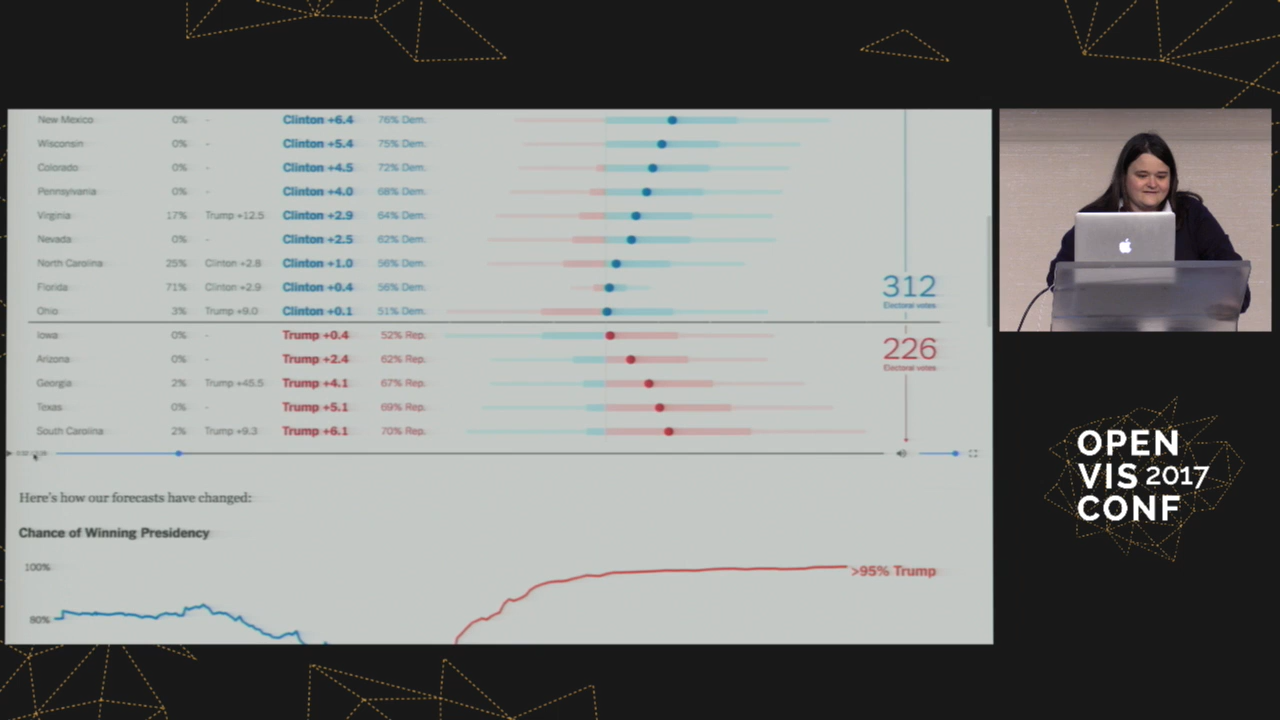 New Mexico 0% - Clinton +6.4 76% Dem.
Wisconsin 0% - Clinton +5.4 75% Dem.
Colorado 0% - Clinton +4.5 72% Dem.
Pennsylvania 0% - Clinton +4.0 68% Dem.
Virginia 17% Trump +12.5 Clinton +2.9 64% Dem.
Nevada 0% - Clinton +2.5 62% Dem.
North Carolina 25% Clinton +2.8 Clinton +1.0 56% Dem.
Florida 71% Clinton +2.9 Clinton +0.4 56% Dem.
Ohio 3% Trump +9.0 Clinton +0.1 51% Dem.
312
Electoral votes
Iowa 0% - Trump +0.4 52% Rep.
Arizona 0% - Trump +2.4 62% Rep.
Georgia 2% Trump +45.5 Trump +4.1 67% Rep.
Texas 0% - Trump +5.1 69% Rep.
South Carolina 2% Trump +9.3 Trump +6.1 70% Rep.
226
Electoral votes
Here's how our forecasts have changed:
Chance of Winning Presidency
100%
>95% Trump
OPEN
VIS 2017
CONF